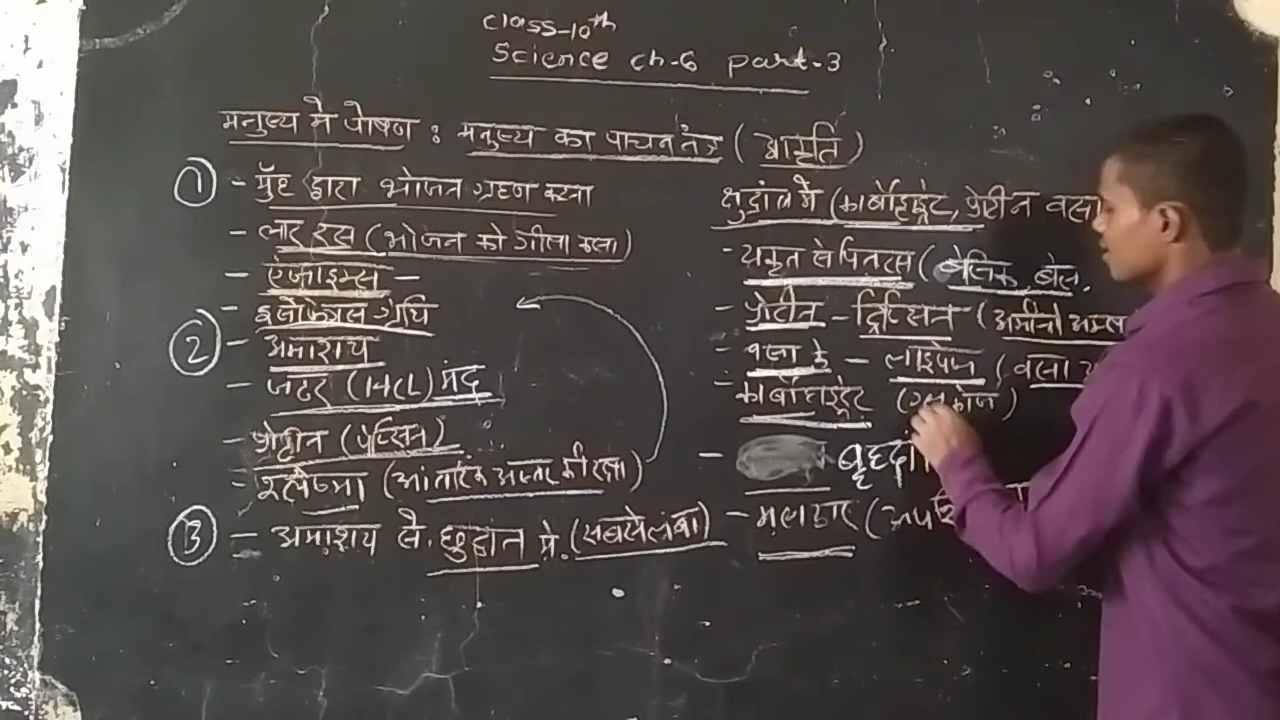 Class-10th
Science ch-6 part-3
मनुष्य में पोषण : मनुष्य का पाचन तंत्र (आकृति)
① - मुँह द्वारा भोजन ग्रहण करना
- लार रस (भोजन को गीला करना)
- एंजाइम्स -
ग्रंथि
② - अमाशय
- जठर (HCL) मंद
- प्रोटीन (पेप्सिन)
- श्लेष्मा (आंतरिक अस्तर की रक्षा)
③ - अमाशय से छुद्रांत मे. (सबसे लंबा)
क्षुद्रांत में (कार्बोहाइड्रेट, प्रोटीन वसा
- यकृत से पितरस (
- प्रोटीन - ट्रिप्सिन (अमीनो अम्ल
- वसा के - लाइपेज (वसा
- कार्बोहाइड्रेट (ग्लूकोज)
- बृहद्रां
- मलद्वार (